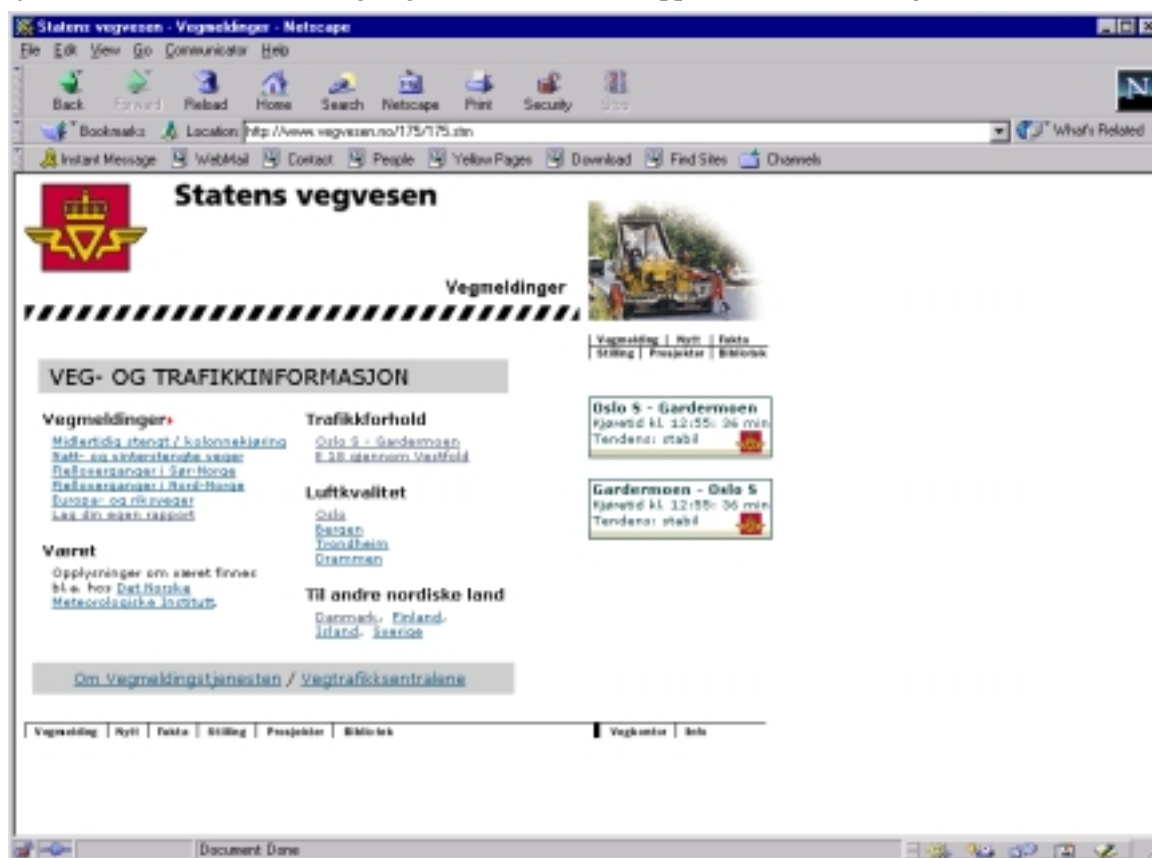 Statens vegvesen - Vegmeldinger - Netscape
File Edit View Go Communicator Help
Back Forward Reload Home Search Netscape Print Security Stop
Bookmarks Location: http://www.vegvesen.no/175/175.stm What's Related
Instant Message WebMail Contact People Yellow Pages Download Find Sites Channels
N
Statens vegvesen
Vegmeldinger
Vegmelding | Nytt | Fakta
Stilling | Prosjekter | Bibliotek
VEG- OG TRAFIKKINFORMASJON
Vegmeldinger
Midlertidig stengt / kolonnekjøring
Natt- og vinterstengte veger
Fjelloverganger i Sør-Norge
Fjelloverganger i Nord-Norge
Europa- og riksveger
Lag din egen rapport
Været
Opplysninger om været finnes
bl.a. hos Det Norske
Meteorologiske Institutt.
Trafikkforhold
Oslo S - Gardermoen
E 18 gjennom Vestfold
Luftkvalitet
Oslo
Bergen
Trondheim
Drammen
Til andre nordiske land
Danmark, Finland,
Island, Sverige
Oslo S - Gardermoen
Kjøretid kl. 12:55: 36 min
Tendens: stabil
Gardermoen - Oslo S
Kjøretid kl. 12:55: 36 min
Tendens: stabil
Om Vegmeldingstjenesten / Vegtrafikksentralene
Vegmelding | Nytt | Fakta | Stilling | Prosjekter | Bibliotek
Vegkontor | Info
Document: Done